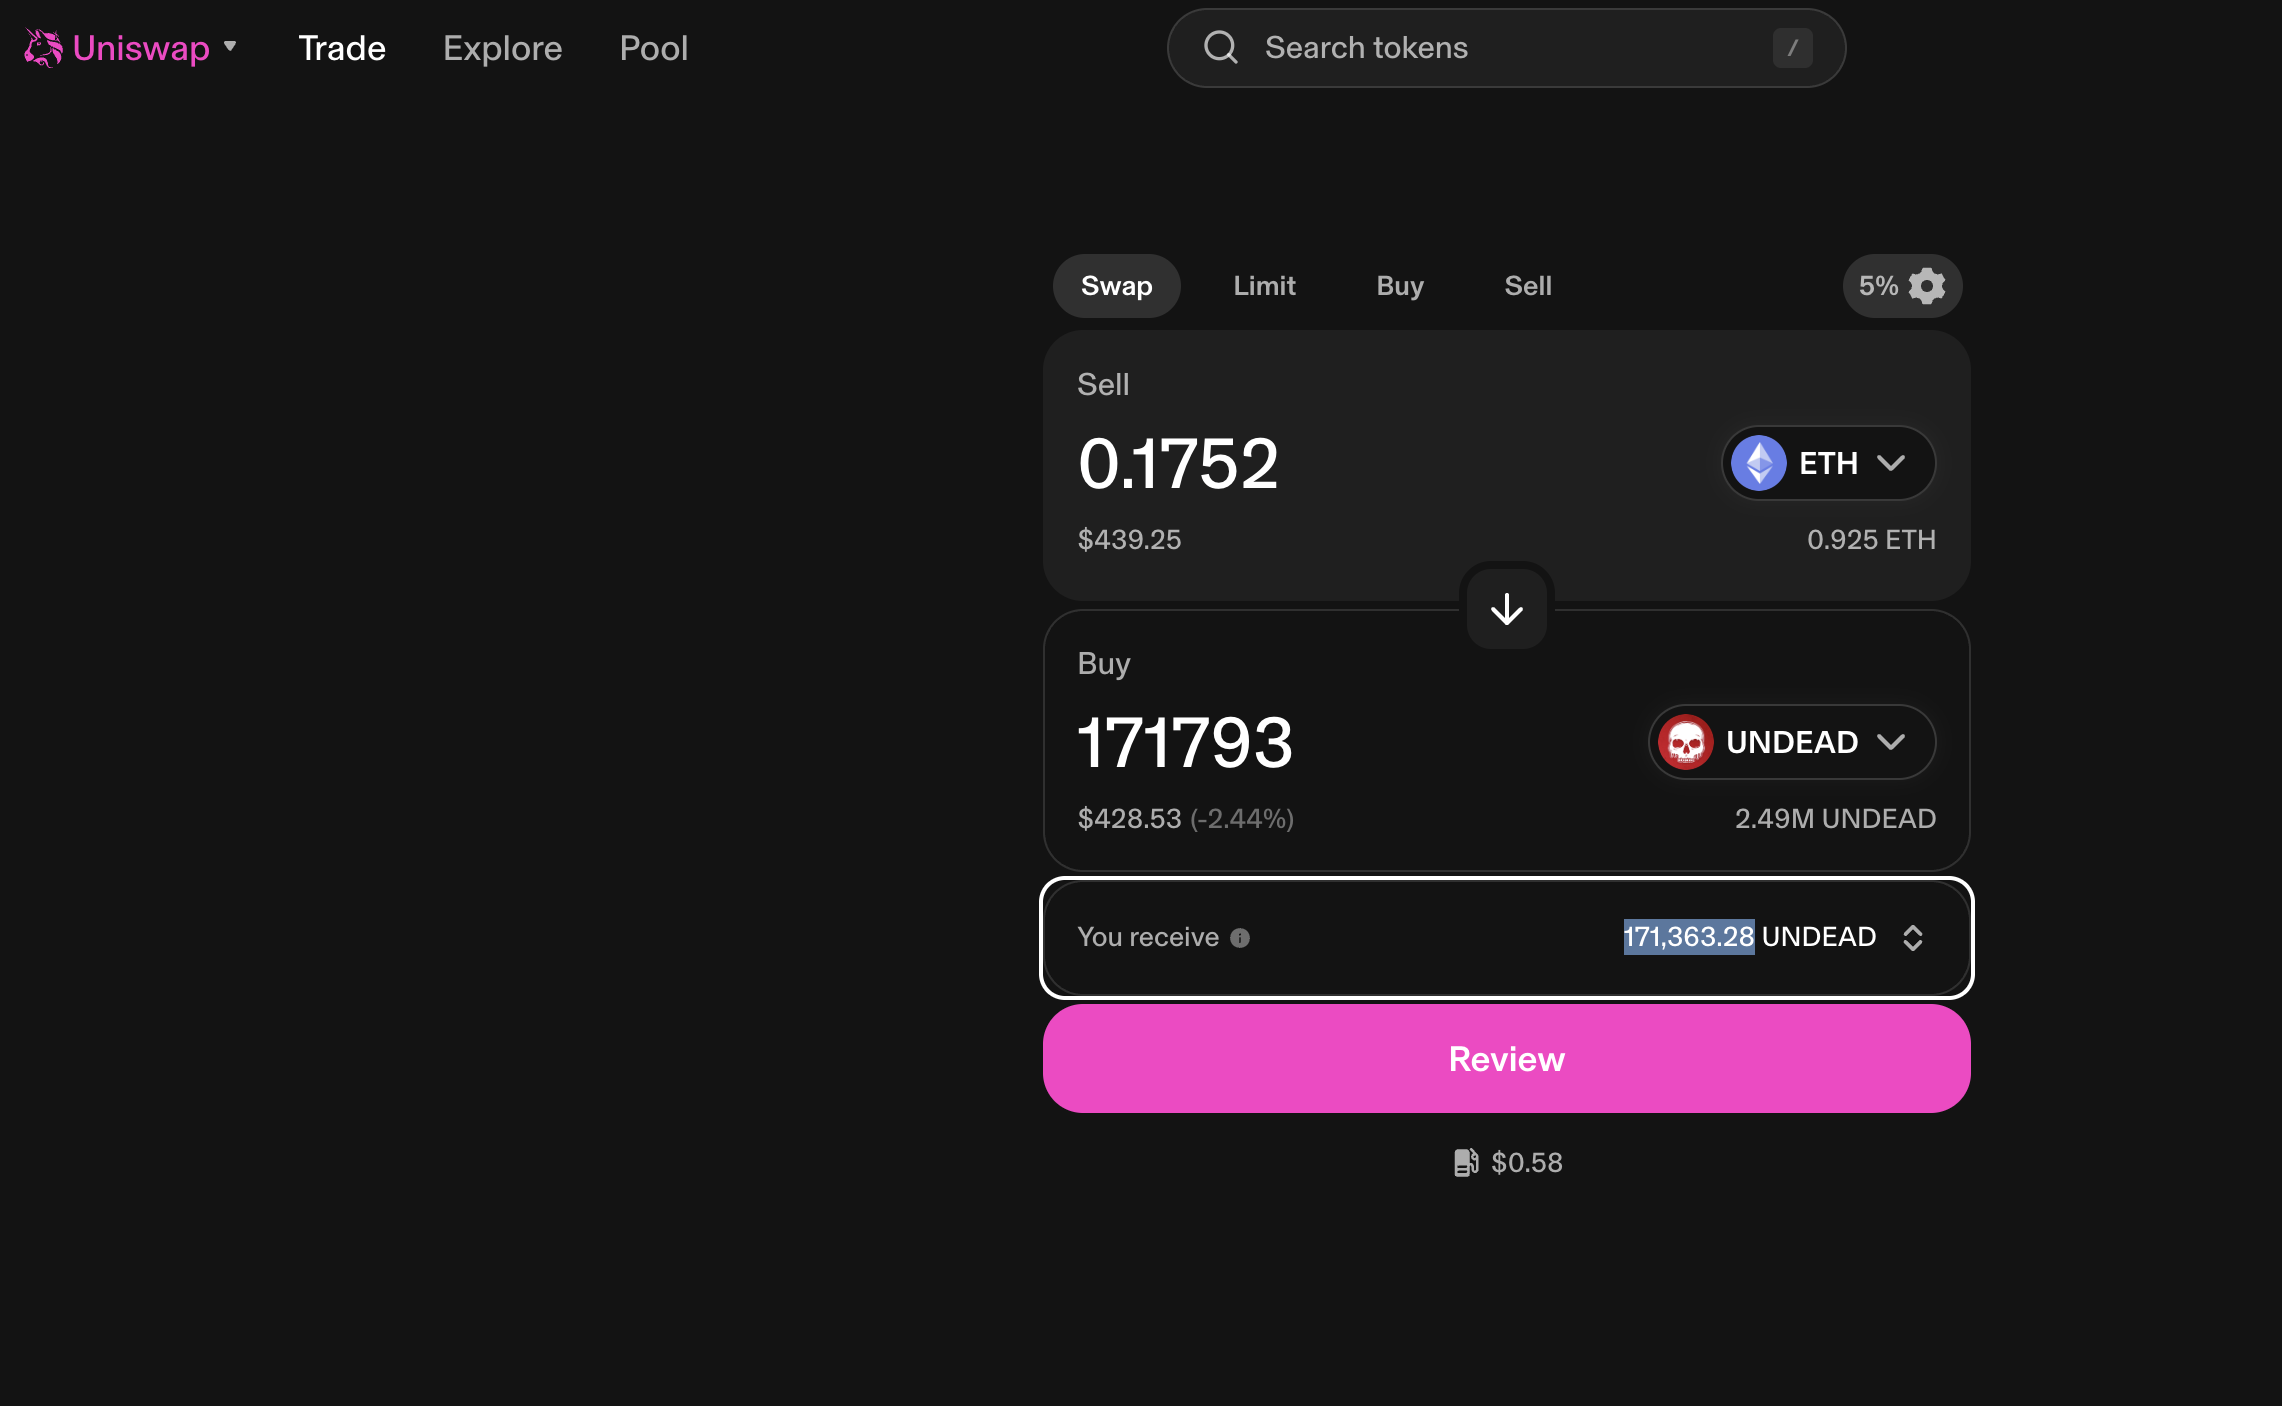 Uniswap Trade Explore Pool Search tokens /
Swap Limit Buy Sell 5%
Sell
0.1752 ETH
$439.25 0.925 ETH
Buy
171793 UNDEAD
$428.53 (-2.44%) 2.49M UNDEAD
You receive 171,363.28 UNDEAD
Review
$0.58